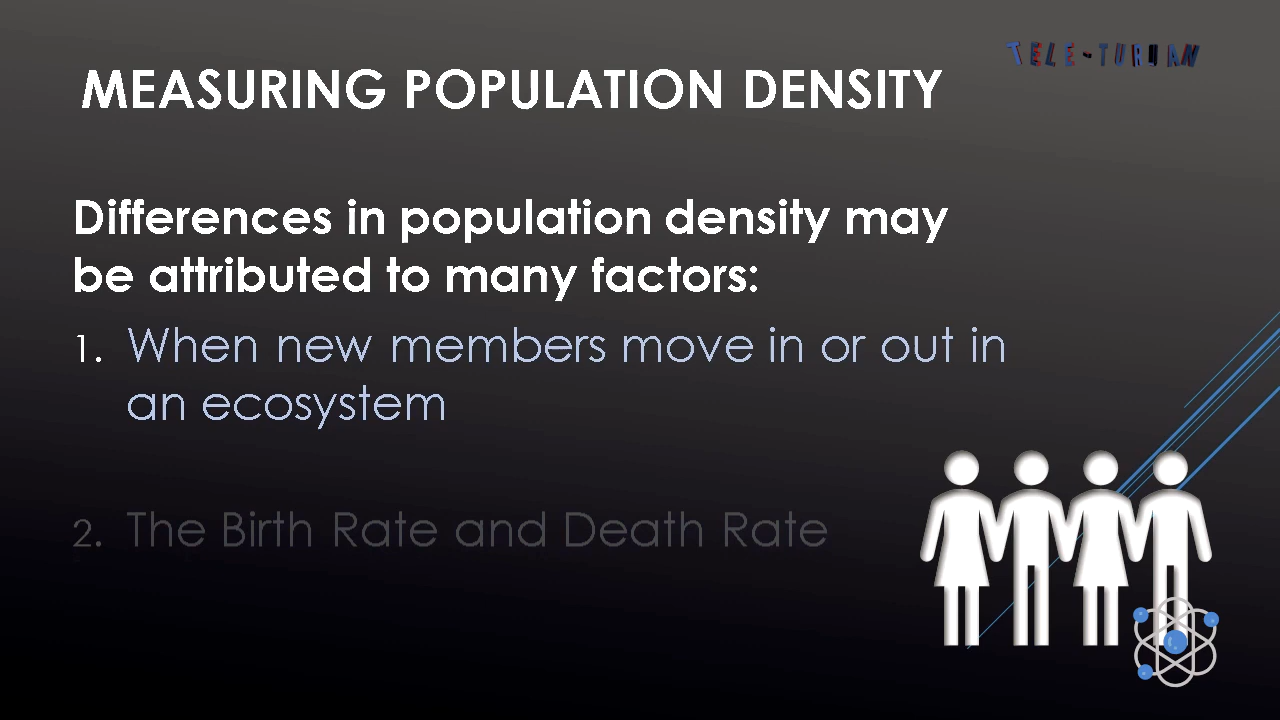 TELE-TURIAN
MEASURING POPULATION DENSITY
Differences in population density may
be attributed to many factors:
1. When new members move in or out in
an ecosystem
2. The Birth Rate and Death Rate